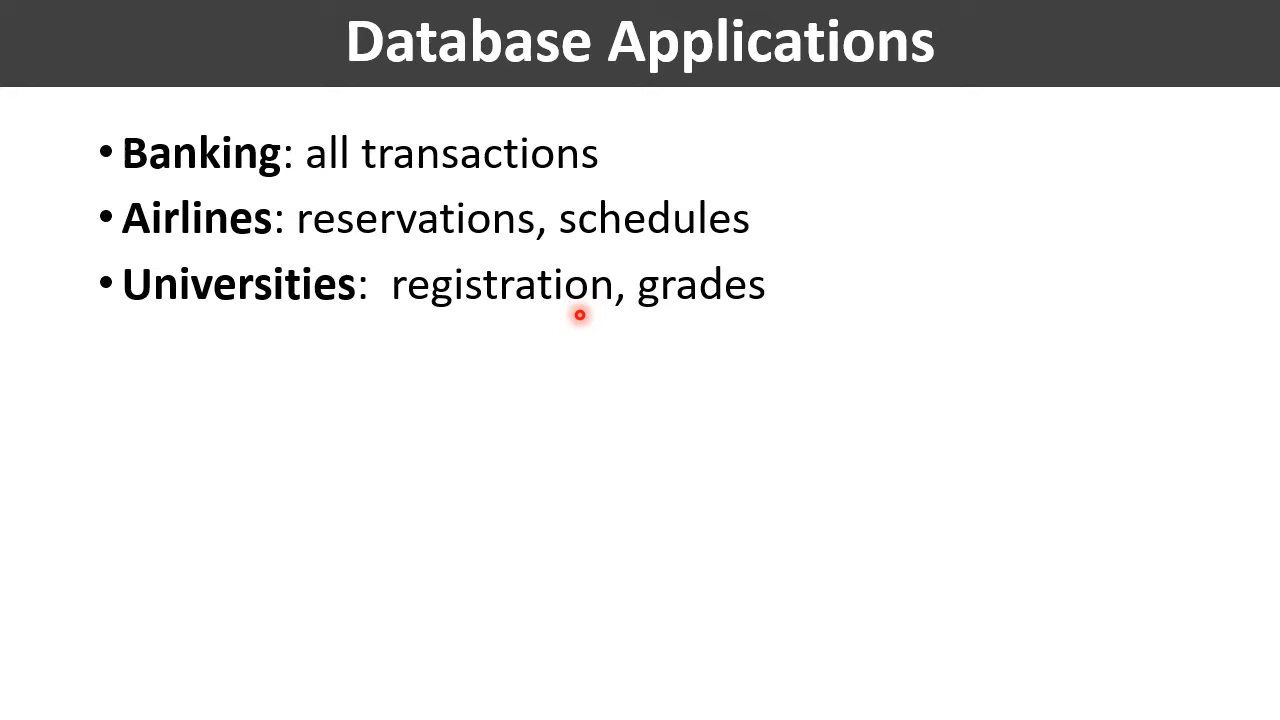 Database Applications
• Banking: all transactions
• Airlines: reservations, schedules
• Universities:  registration, grades